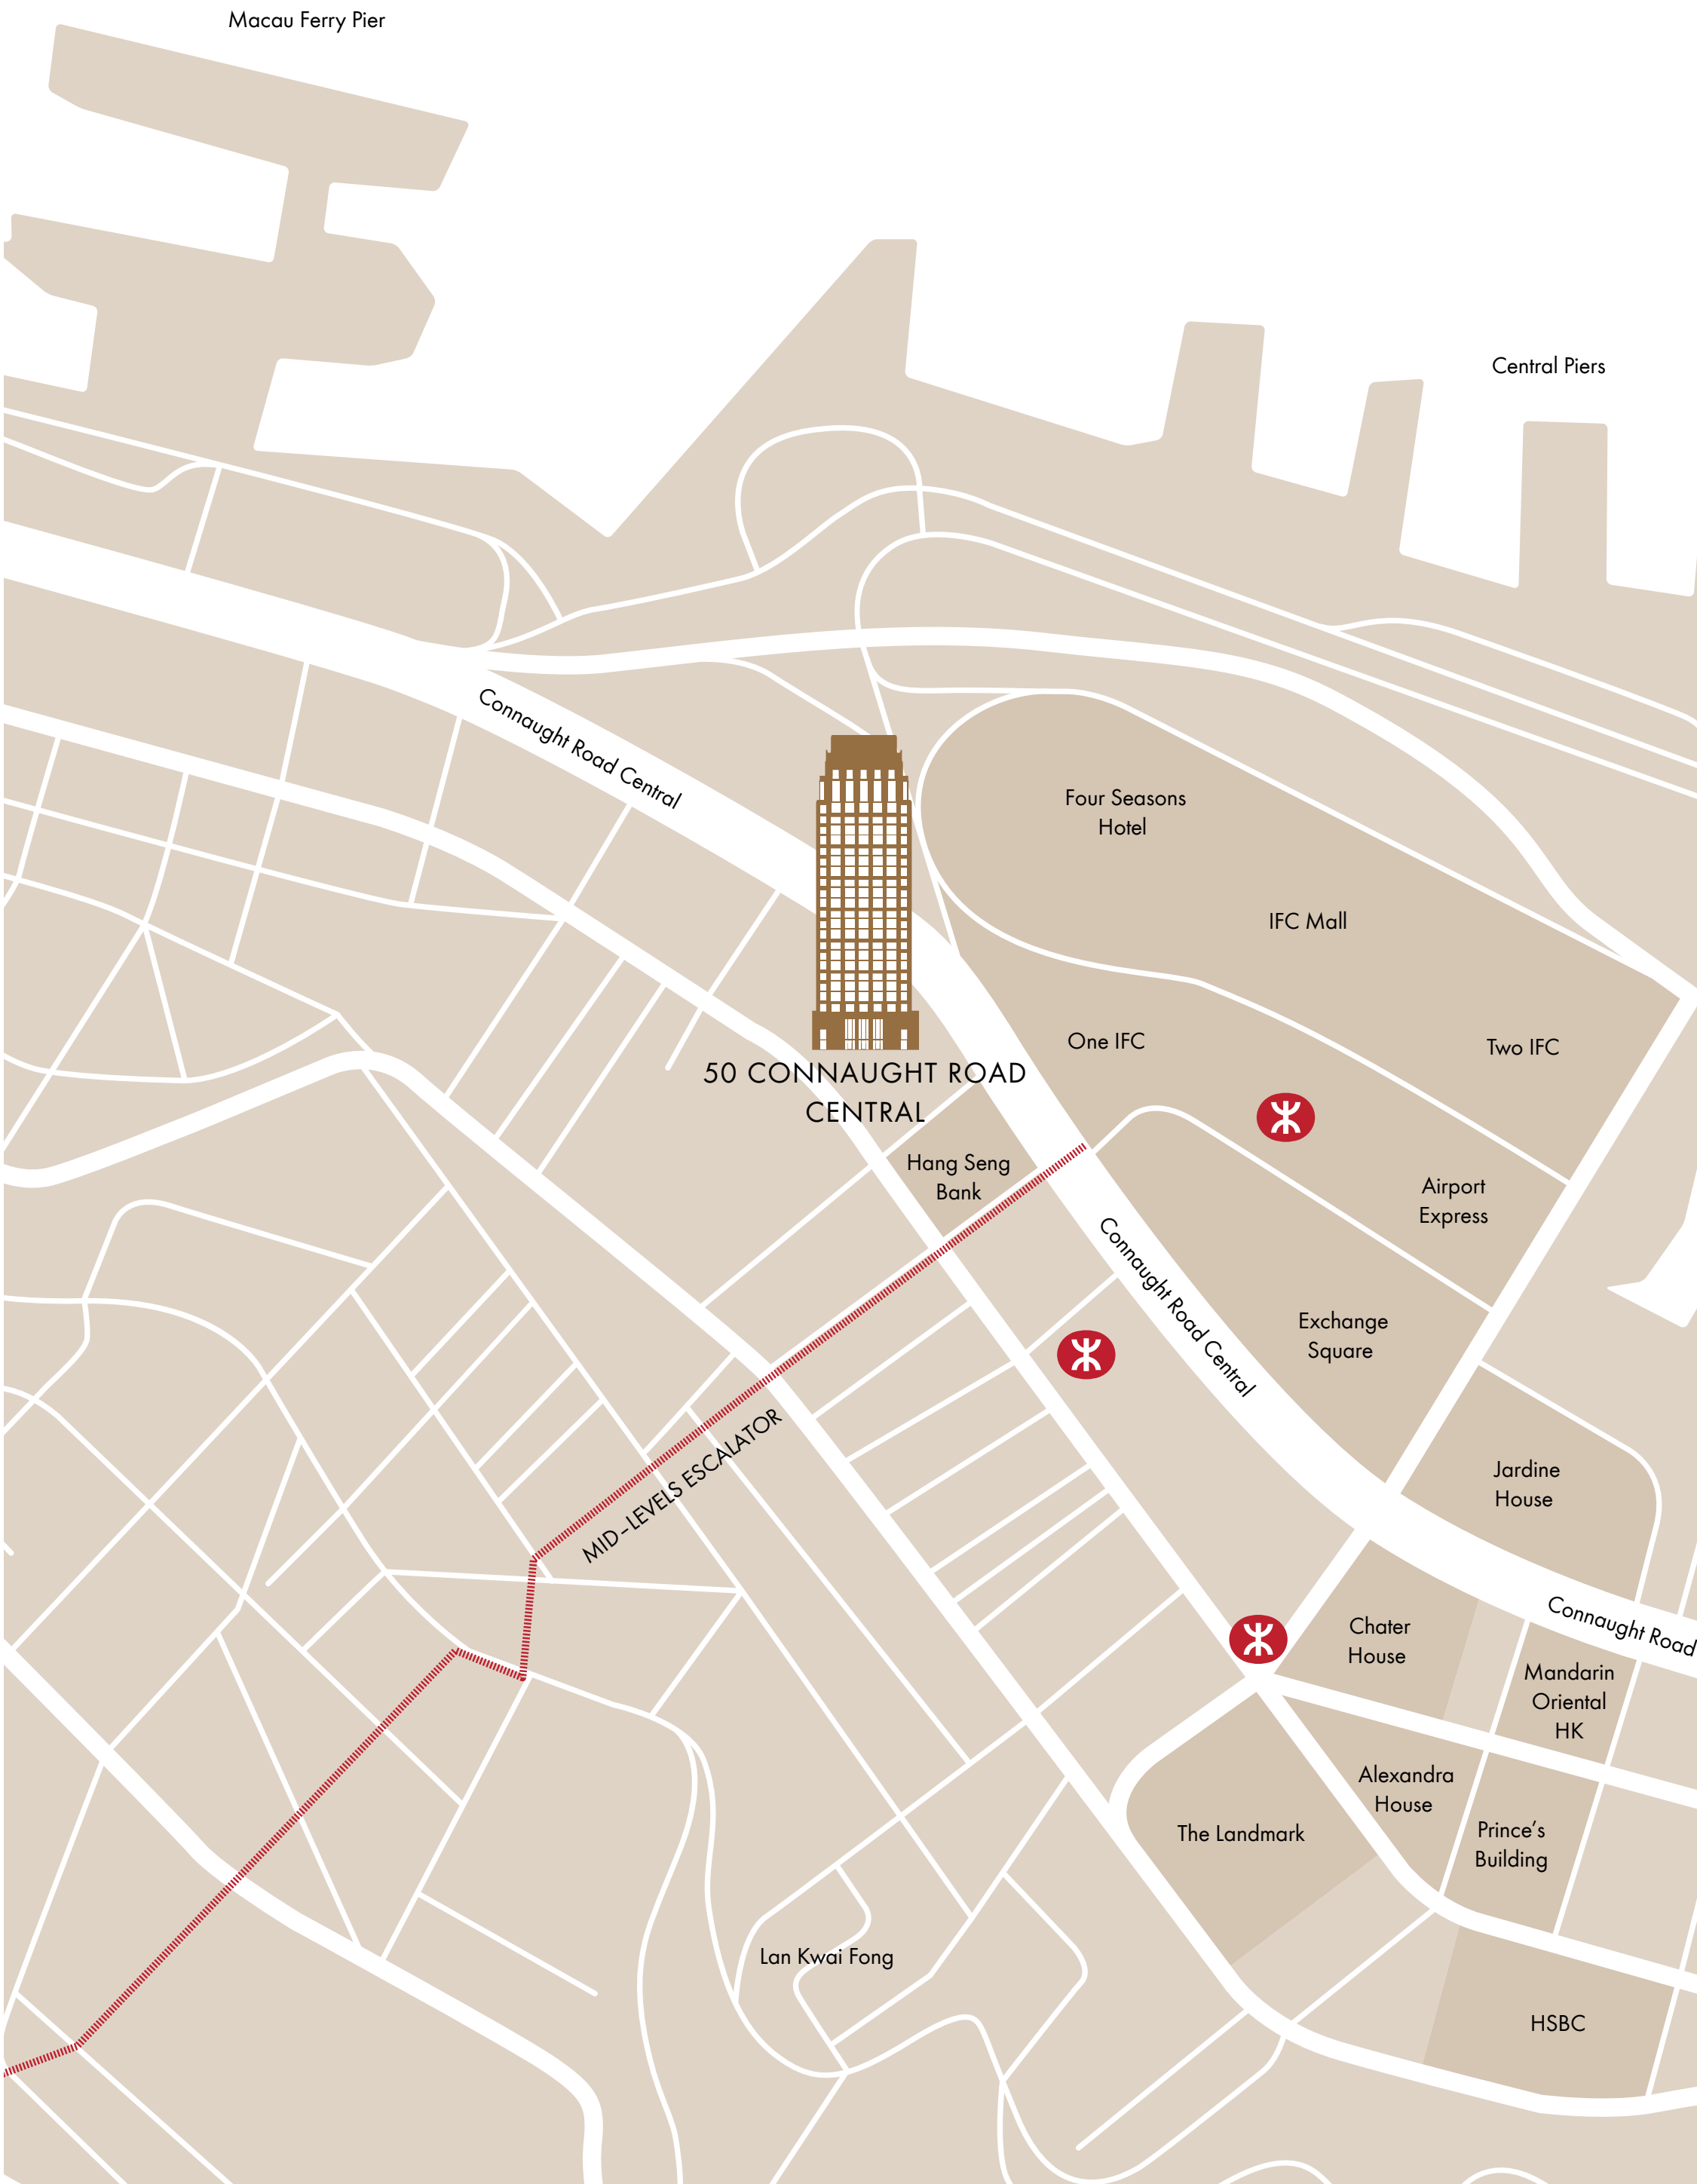 Macau Ferry Pier
Central Piers
Connaught Road Central
Four Seasons
Hotel
IFC Mall
One IFC
Two IFC
50 CONNAUGHT ROAD
CENTRAL
Hang Seng
Bank
Airport
Express
Connaught Road Central
Exchange
Square
MID-LEVELS ESCALATOR
Jardine
House
Connaught Road
Chater
House
Mandarin
Oriental
HK
Alexandra
House
The Landmark
Prince’s
Building
Lan Kwai Fong
HSBC